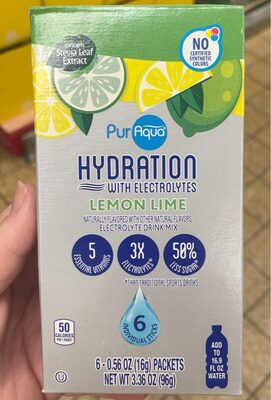 contains
Stevia Leaf
Extract
NO
CERTIFIED
SYNTHETIC
COLORS
PurAqua
HYDRATION
WITH ELECTROLYTES
LEMON LIME
NATURALLY FLAVORED WITH OTHER NATURAL FLAVORS
ELECTROLYTE DRINK MIX
5
ESSENTIAL VITAMINS
3X
ELECTROLYTES*
50%
LESS SUGAR*
*THAN TRADITIONAL SPORTS DRINKS
6
INDIVIDUAL STICKS
50
CALORIES
PER PACKET
ADD
TO
16.9
FL OZ
WATER
U
6 - 0.56 OZ (16g) PACKETS
NET WT 3.36 OZ (96g)